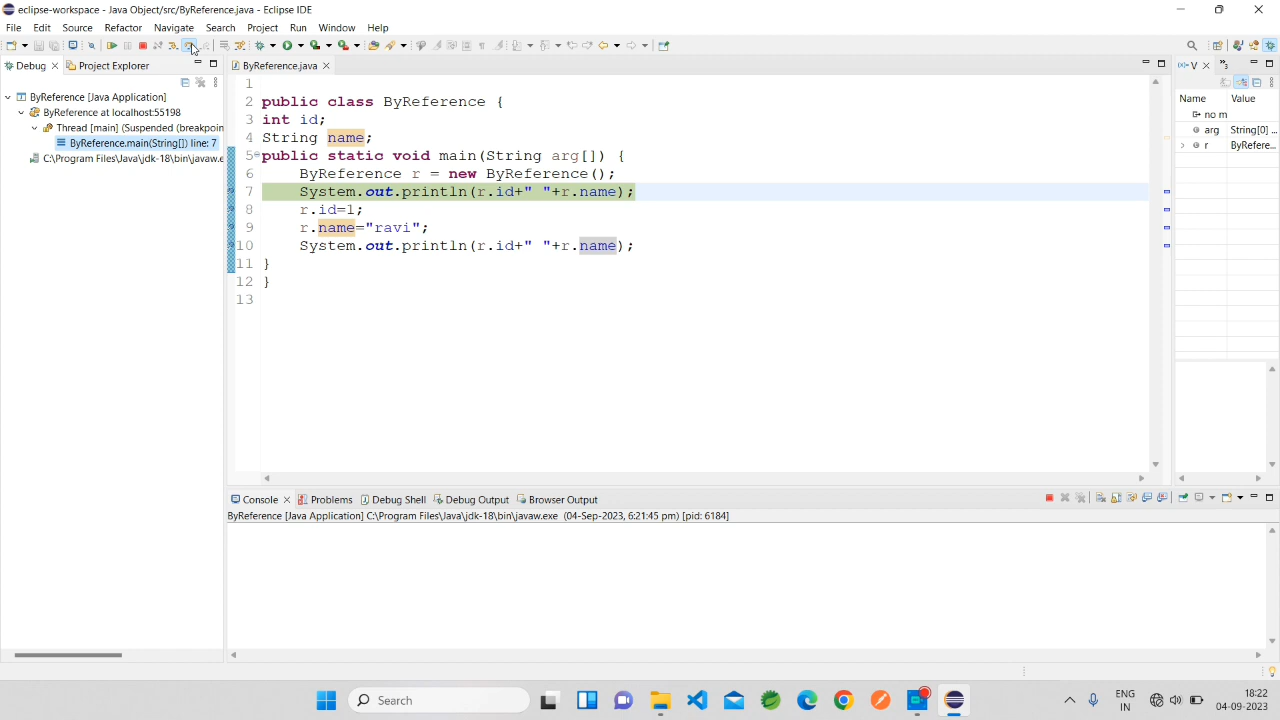 eclipse-workspace - Java Object/src/ByReference.java - Eclipse IDE
File Edit Source Refactor Navigate Search Project Run Window Help
Debug Project Explorer
ByReference [Java Application]
ByReference at localhost:55198
Thread [main] (Suspended (breakpoin
ByReference.main(String[]) line: 7
C:\Program Files\Java\jdk-18\bin\javaw.e
ByReference.java
1
2 public class ByReference {
3 int id;
4 String name;
5 public static void main(String arg[]) {
6 ByReference r = new ByReference();
7 System.out.println(r.id+" "+r.name);
8 r.id=1;
9 r.name="ravi";
10 System.out.println(r.id+" "+r.name);
11 }
12 }
13
(x)= V 3
Name Value
no m
arg String[0] ...
r ByRefere...
Console Problems Debug Shell Debug Output Browser Output
ByReference [Java Application] C:\Program Files\Java\jdk-18\bin\javaw.exe (04-Sep-2023, 6:21:45 pm) [pid: 6184]
Search
ENG
IN
18:22
04-09-2023